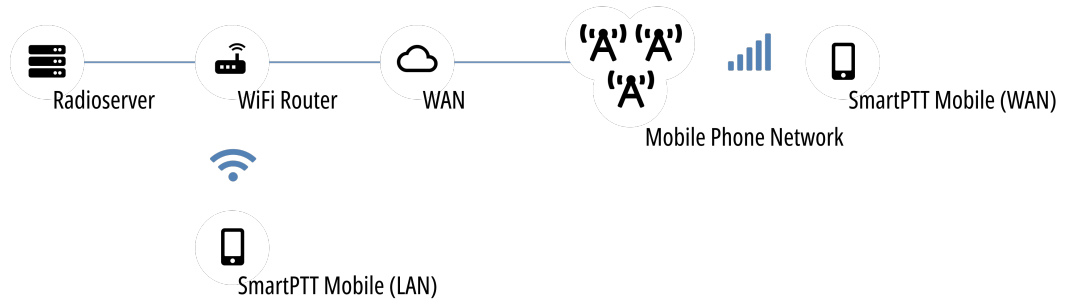 Radioserver
WiFi Router
WAN
SmartPTT Mobile (WAN)
Mobile Phone Network
SmartPTT Mobile (LAN)